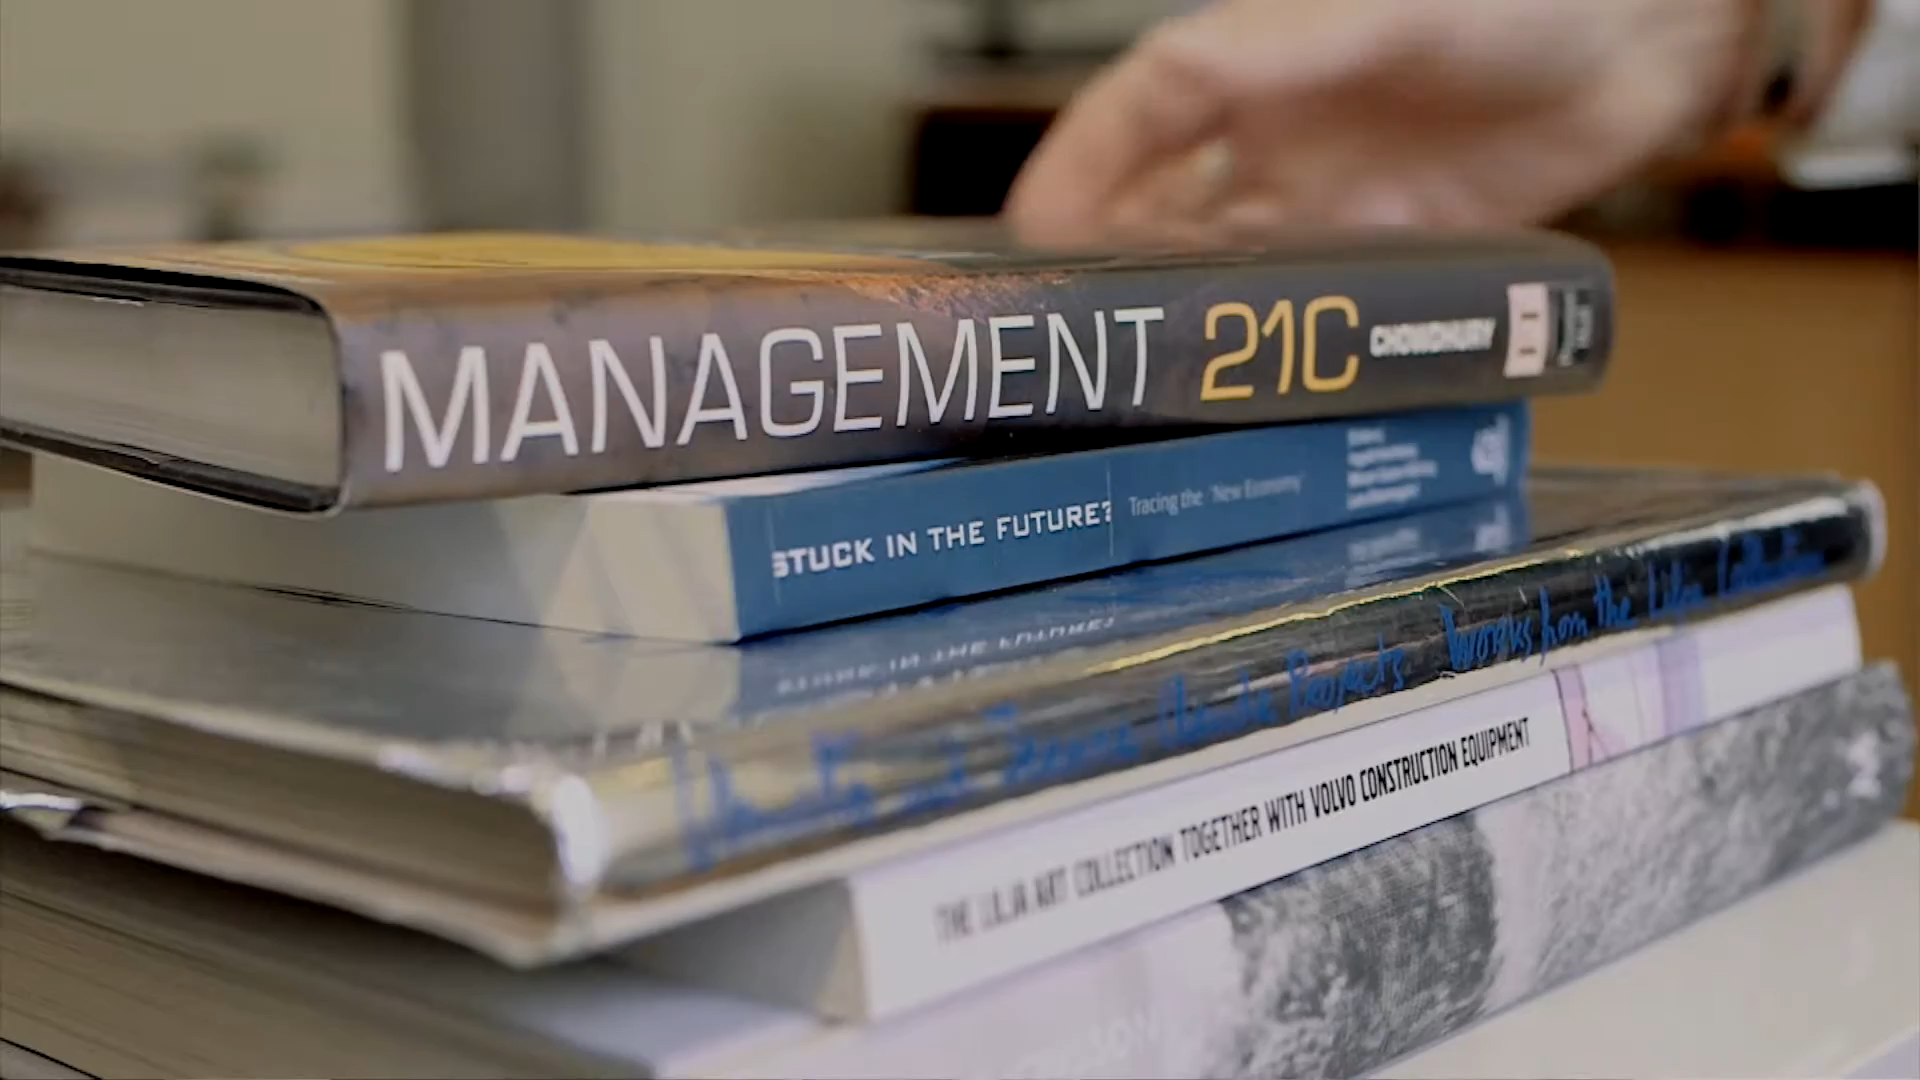 MANAGEMENT 21C CHOWDHURY
STUCK IN THE FUTURE? Tracing the 'New Economy'
Projects Works from the Lilja Collection
THE LILJA ART COLLECTION TOGETHER WITH VOLVO CONSTRUCTION EQUIPMENT